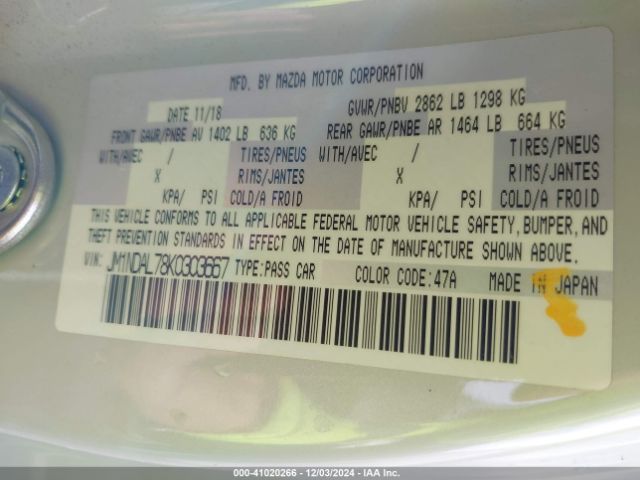 MFD. BY MAZDA MOTOR CORPORATION
DATE 11/18 GVWR/PNBV 2862 LB 1298 KG
FRONT GAWR/PNBE AV 1402 LB 636 KG REAR GAWR/PNBE AR 1464 LB 664 KG
WITH/AVEC / TIRES/PNEUS WITH/AVEC / TIRES/PNEUS
X RIMS/JANTES X RIMS/JANTES
KPA/ PSI COLD/A FROID KPA/ PSI COLD/A FROID
THIS VEHICLE CONFORMS TO ALL APPLICABLE FEDERAL MOTOR VEHICLE SAFETY, BUMPER, AND
THEFT PREVENTION STANDARDS IN EFFECT ON THE DATE OF MANUFACTURE SHOWN ABOVE.
VIN: JM1NDAL78K0303667 TYPE:PASS CAR COLOR CODE:47A MADE IN JAPAN
000-41020266 - 12/03/2024 - IAA Inc.